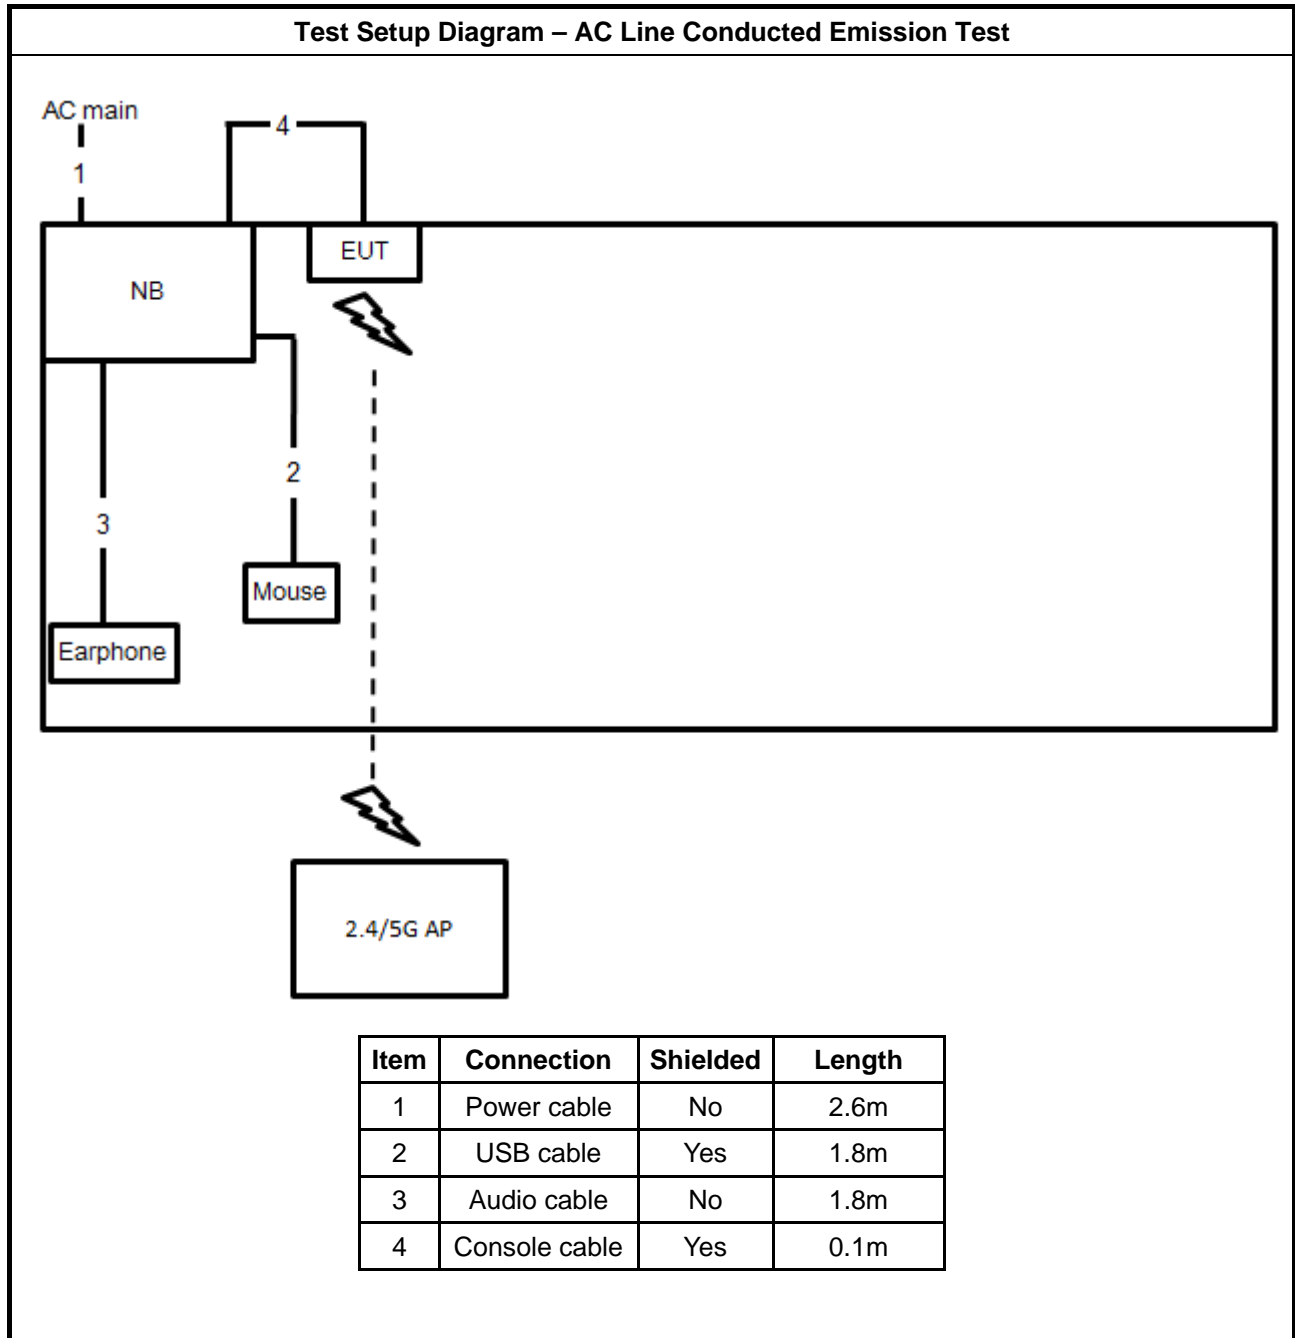 Test Setup Diagram – AC Line Conducted Emission Test
AC main
4
1
EUT
NB
2
3
Mouse
Earphone
2.4/5G AP
Item Connection Shielded Length
1 Power cable No 2.6m
2 USB cable Yes 1.8m
3 Audio cable No 1.8m
4 Console cable Yes 0.1m